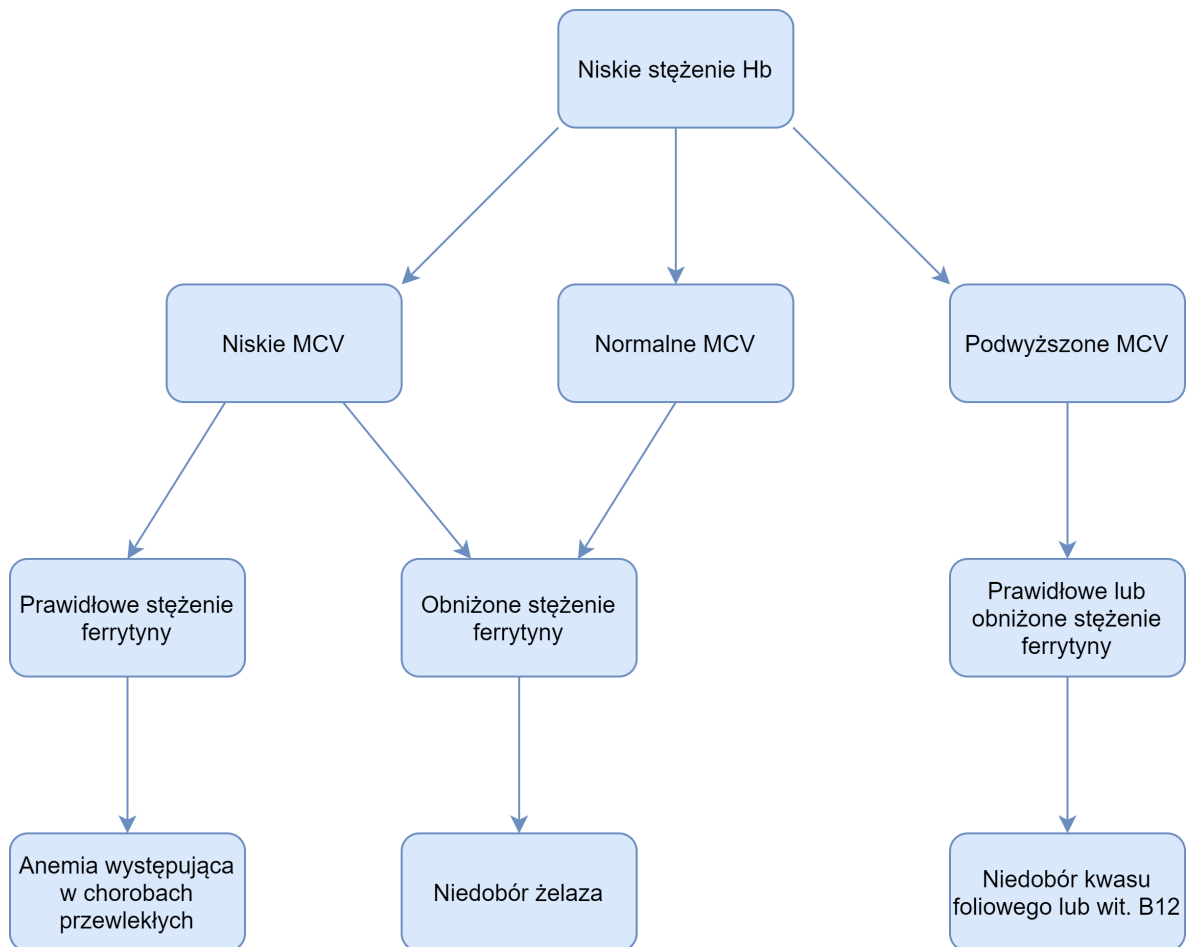 Niskie stężenie Hb
Niskie MCV
Normalne MCV
Podwyższone MCV
Prawidłowe stężenie
ferrytyny
Obniżone stężenie
ferrytyny
Prawidłowe lub
obniżone stężenie
ferrytyny
Anemia występująca
w chorobach
przewlekłych
Niedobór żelaza
Niedobór kwasu
foliowego lub wit. B12